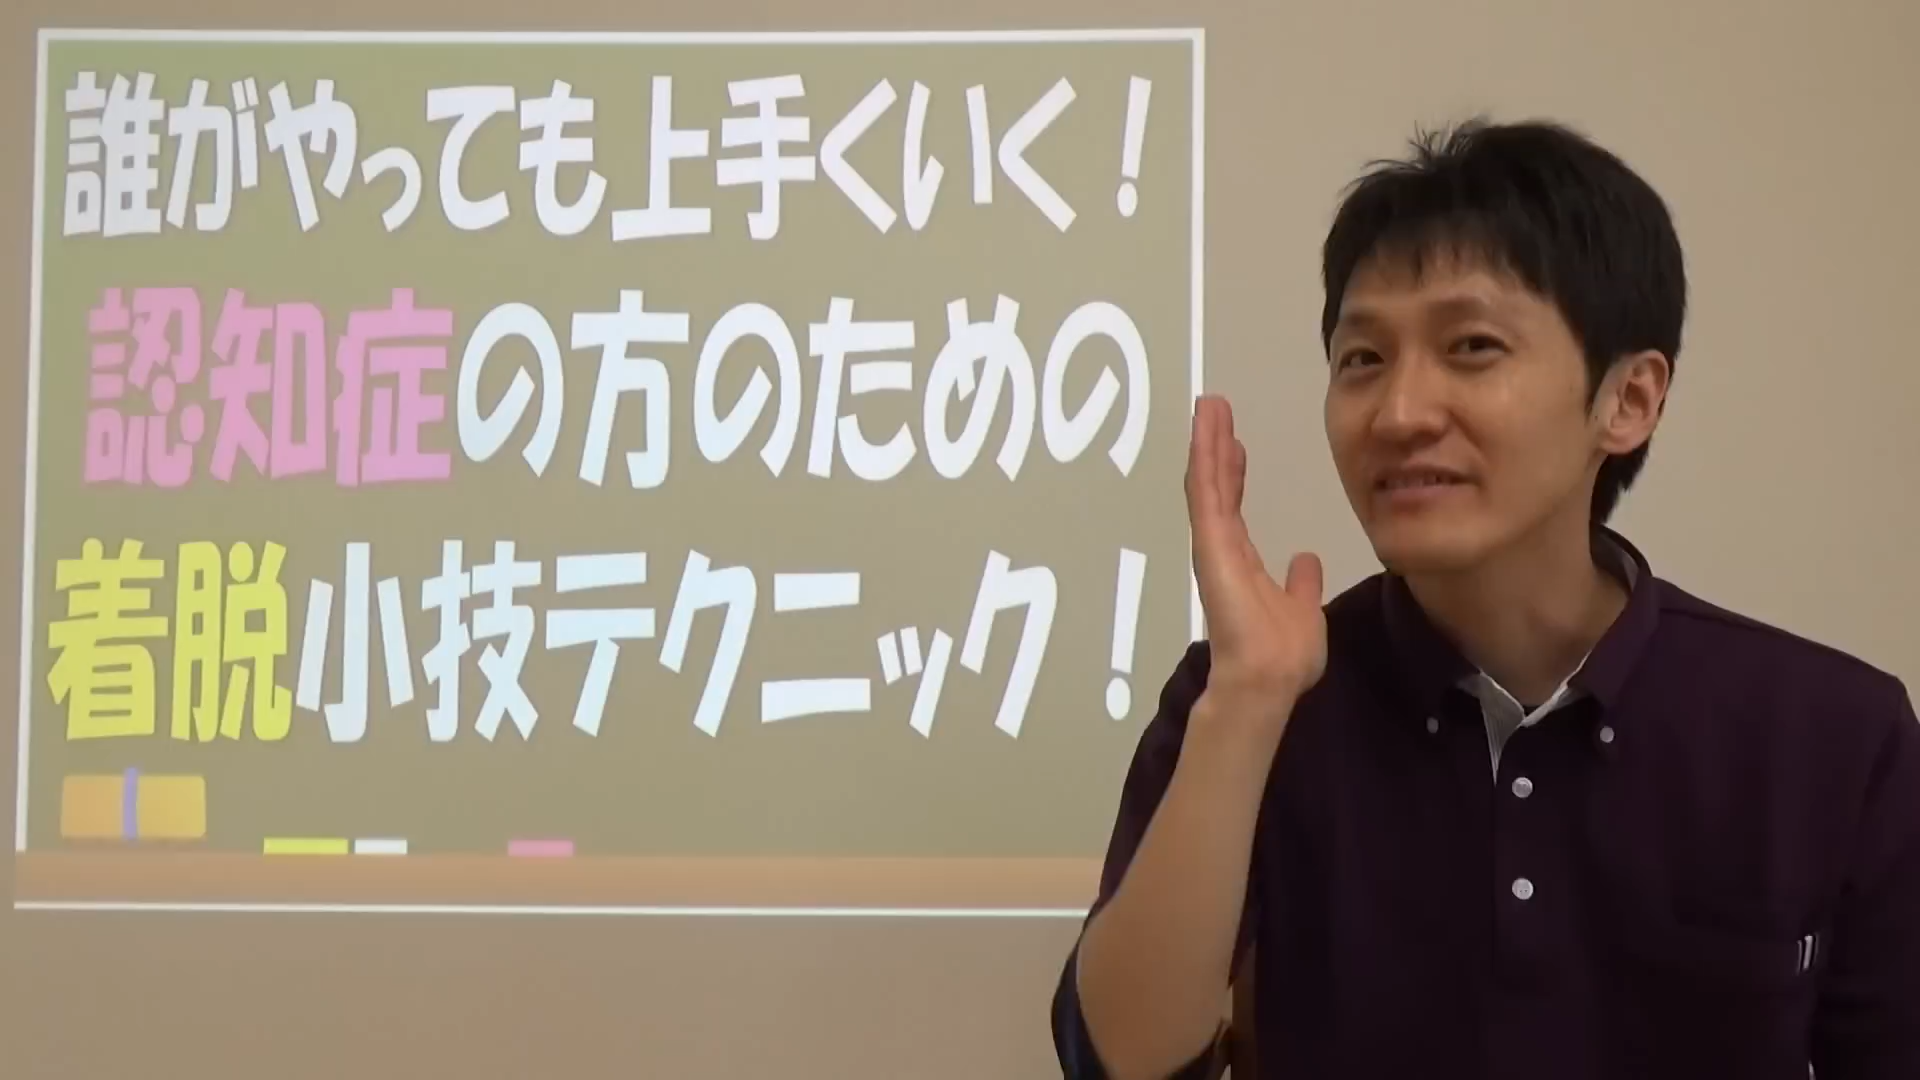 誰がやっても上手くいく！
認知症の方のための
着脱小技テクニック！